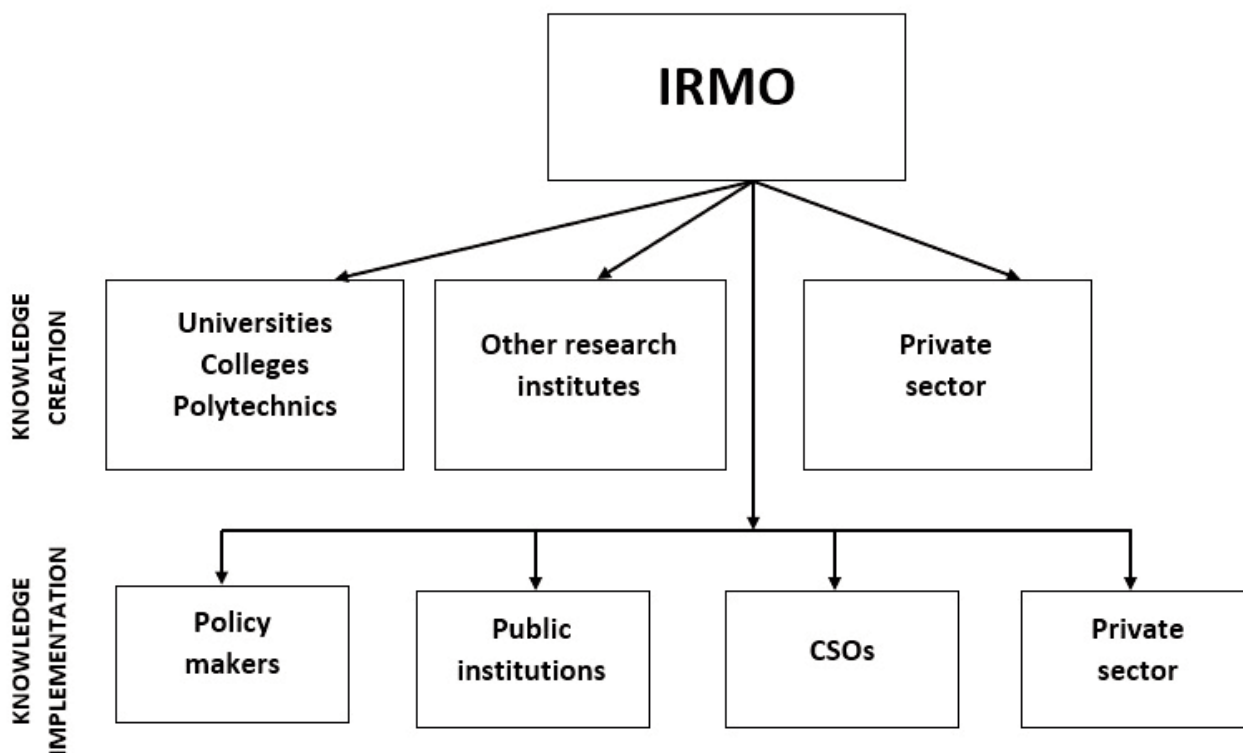 IRMO
KNOWLEDGE
CREATION
Universities
Colleges
Polytechnics
Other research
institutes
Private
sector
KNOWLEDGE
IMPLEMENTATION
Policy
makers
Public
institutions
CSOs
Private
sector